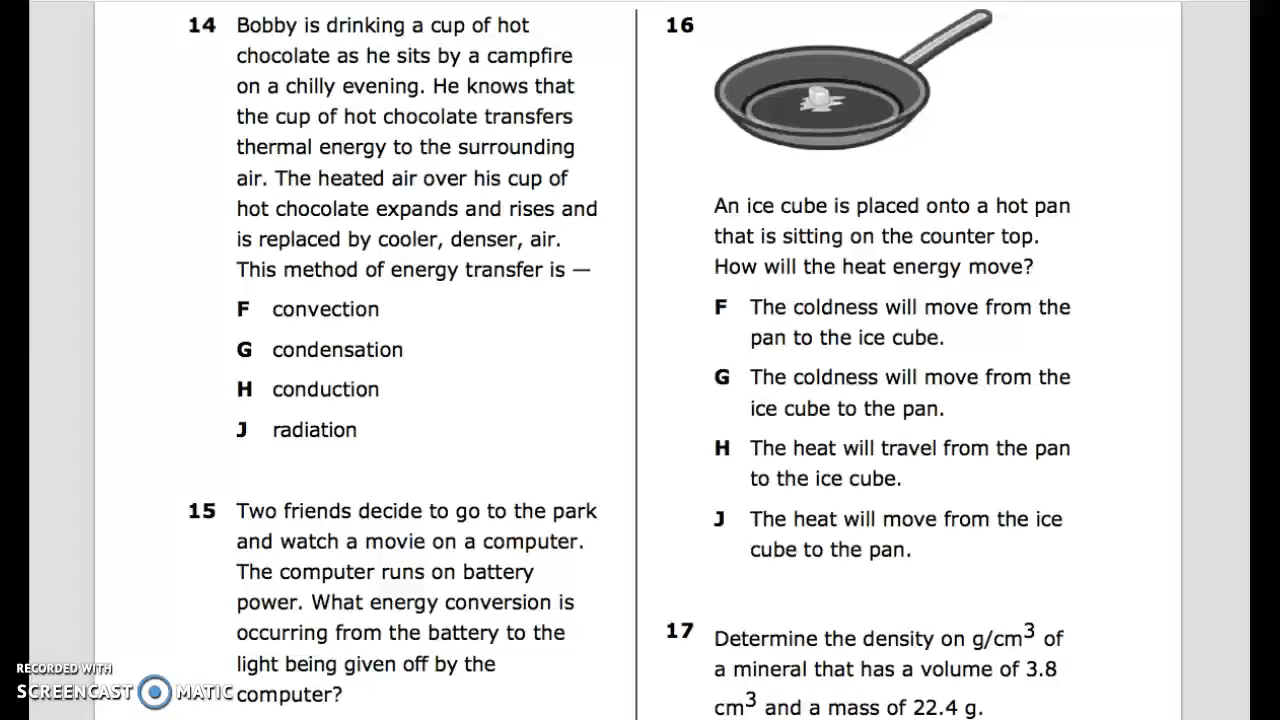 14 Bobby is drinking a cup of hot
chocolate as he sits by a campfire
on a chilly evening. He knows that
the cup of hot chocolate transfers
thermal energy to the surrounding
air. The heated air over his cup of
hot chocolate expands and rises and
is replaced by cooler, denser, air.
This method of energy transfer is —
F convection
G condensation
H conduction
J radiation
15 Two friends decide to go to the park
and watch a movie on a computer.
The computer runs on battery
power. What energy conversion is
occurring from the battery to the
light being given off by the
computer?
16
An ice cube is placed onto a hot pan
that is sitting on the counter top.
How will the heat energy move?
F The coldness will move from the
pan to the ice cube.
G The coldness will move from the
ice cube to the pan.
H The heat will travel from the pan
to the ice cube.
J The heat will move from the ice
cube to the pan.
17 Determine the density on g/cm³ of
a mineral that has a volume of 3.8
cm³ and a mass of 22.4 g.
RECORDED WITH
SCREENCAST MATIC